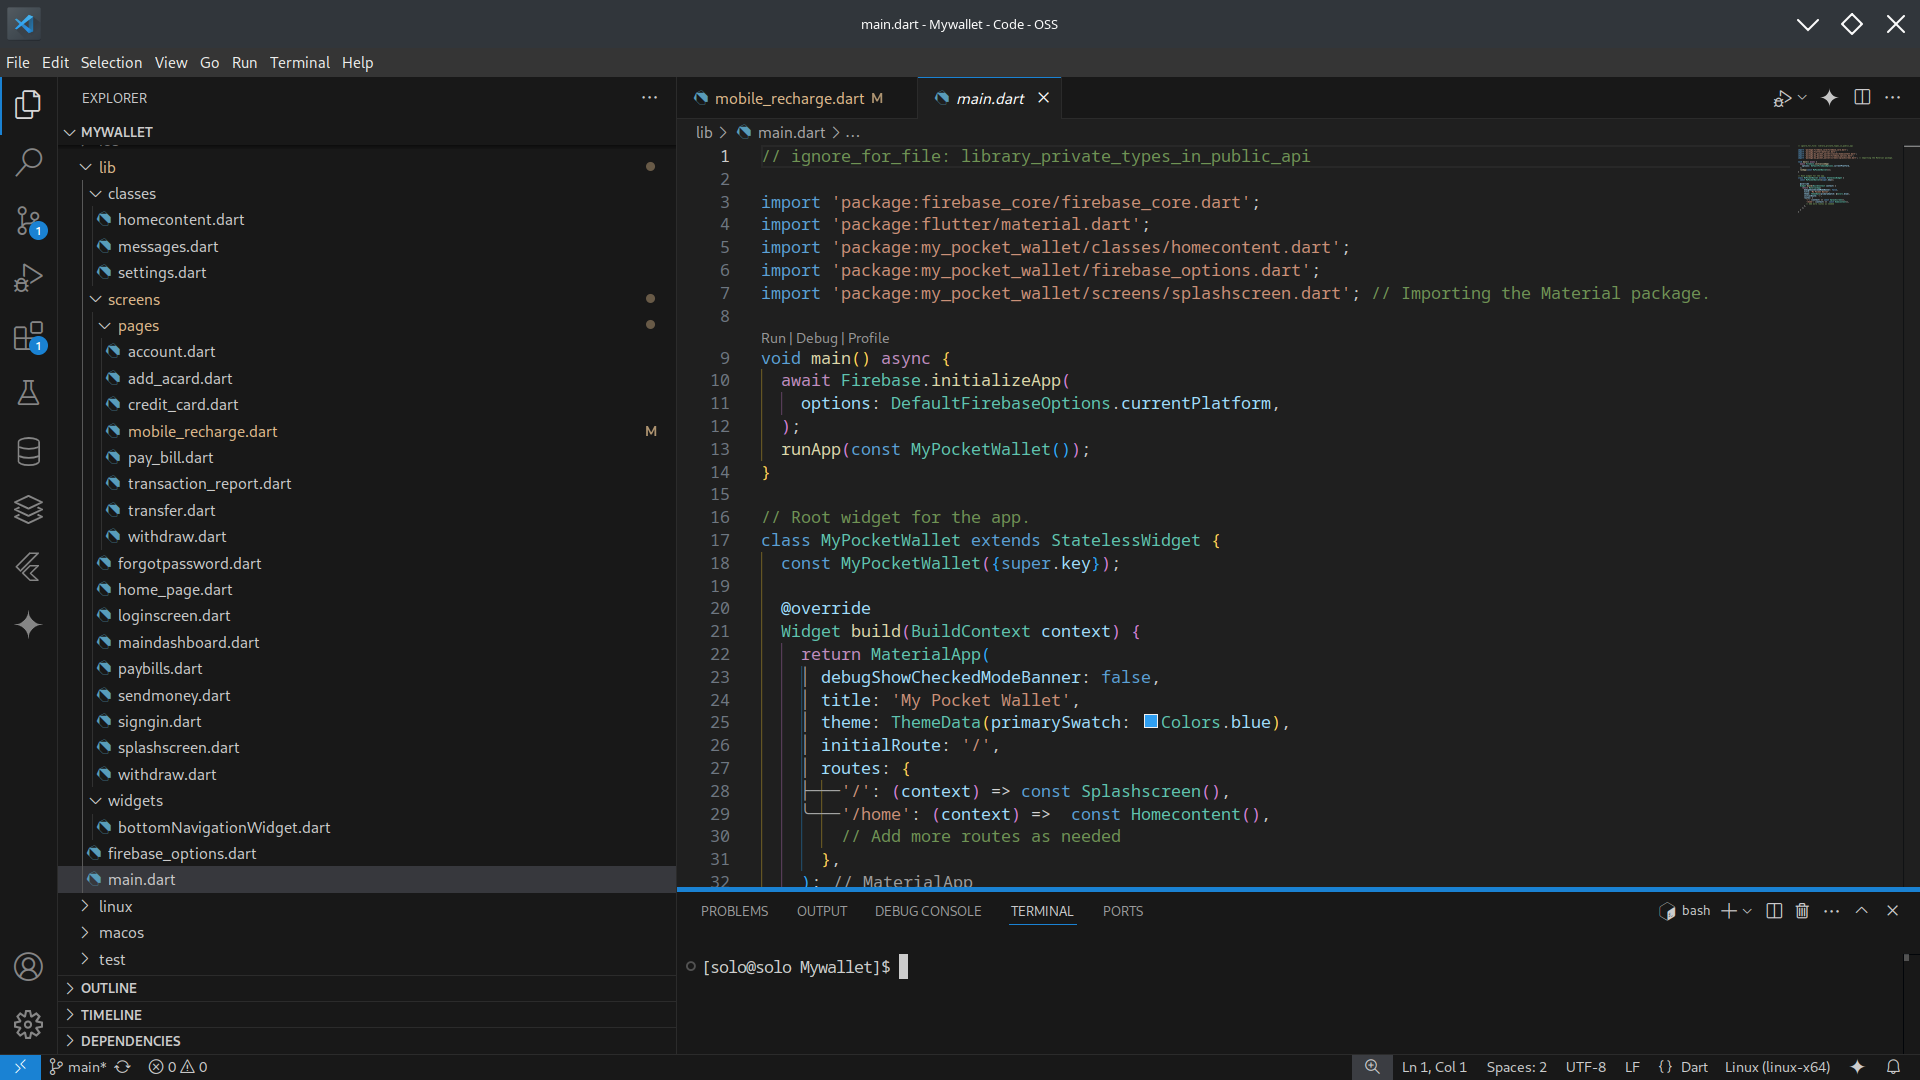 main.dart - Mywallet - Code - OSS
File Edit Selection View Go Run Terminal Help
EXPLORER
MYWALLET
lib
classes
homecontent.dart
messages.dart
settings.dart
screens
pages
account.dart
add_acard.dart
credit_card.dart
mobile_recharge.dart M
pay_bill.dart
transaction_report.dart
transfer.dart
withdraw.dart
forgotpassword.dart
home_page.dart
loginscreen.dart
maindashboard.dart
paybills.dart
sendmoney.dart
signgin.dart
splashscreen.dart
withdraw.dart
widgets
bottomNavigationWidget.dart
firebase_options.dart
main.dart
linux
macos
test
OUTLINE
TIMELINE
DEPENDENCIES
1
1
mobile_recharge.dart M main.dart
lib > main.dart > ...
1 // ignore_for_file: library_private_types_in_public_api
2
3 import 'package:firebase_core/firebase_core.dart';
4 import 'package:flutter/material.dart';
5 import 'package:my_pocket_wallet/classes/homecontent.dart';
6 import 'package:my_pocket_wallet/firebase_options.dart';
7 import 'package:my_pocket_wallet/screens/splashscreen.dart'; // Importing the Material package.
8
Run | Debug | Profile
9 void main() async {
10 await Firebase.initializeApp(
11 options: DefaultFirebaseOptions.currentPlatform,
12 );
13 runApp(const MyPocketWallet());
14 }
15
16 // Root widget for the app.
17 class MyPocketWallet extends StatelessWidget {
18 const MyPocketWallet({super.key});
19
20 @override
21 Widget build(BuildContext context) {
22 return MaterialApp(
23 debugShowCheckedModeBanner: false,
24 title: 'My Pocket Wallet',
25 theme: ThemeData(primarySwatch: Colors.blue),
26 initialRoute: '/',
27 routes: {
28 '/': (context) => const Splashscreen(),
29 '/home': (context) => const Homecontent(),
30 // Add more routes as needed
31 },
32 ); // MaterialApp
PROBLEMS OUTPUT DEBUG CONSOLE TERMINAL PORTS
bash
[solo@solo Mywallet]$
main* 0 0
Ln 1, Col 1 Spaces: 2 UTF-8 LF {} Dart Linux (linux-x64)